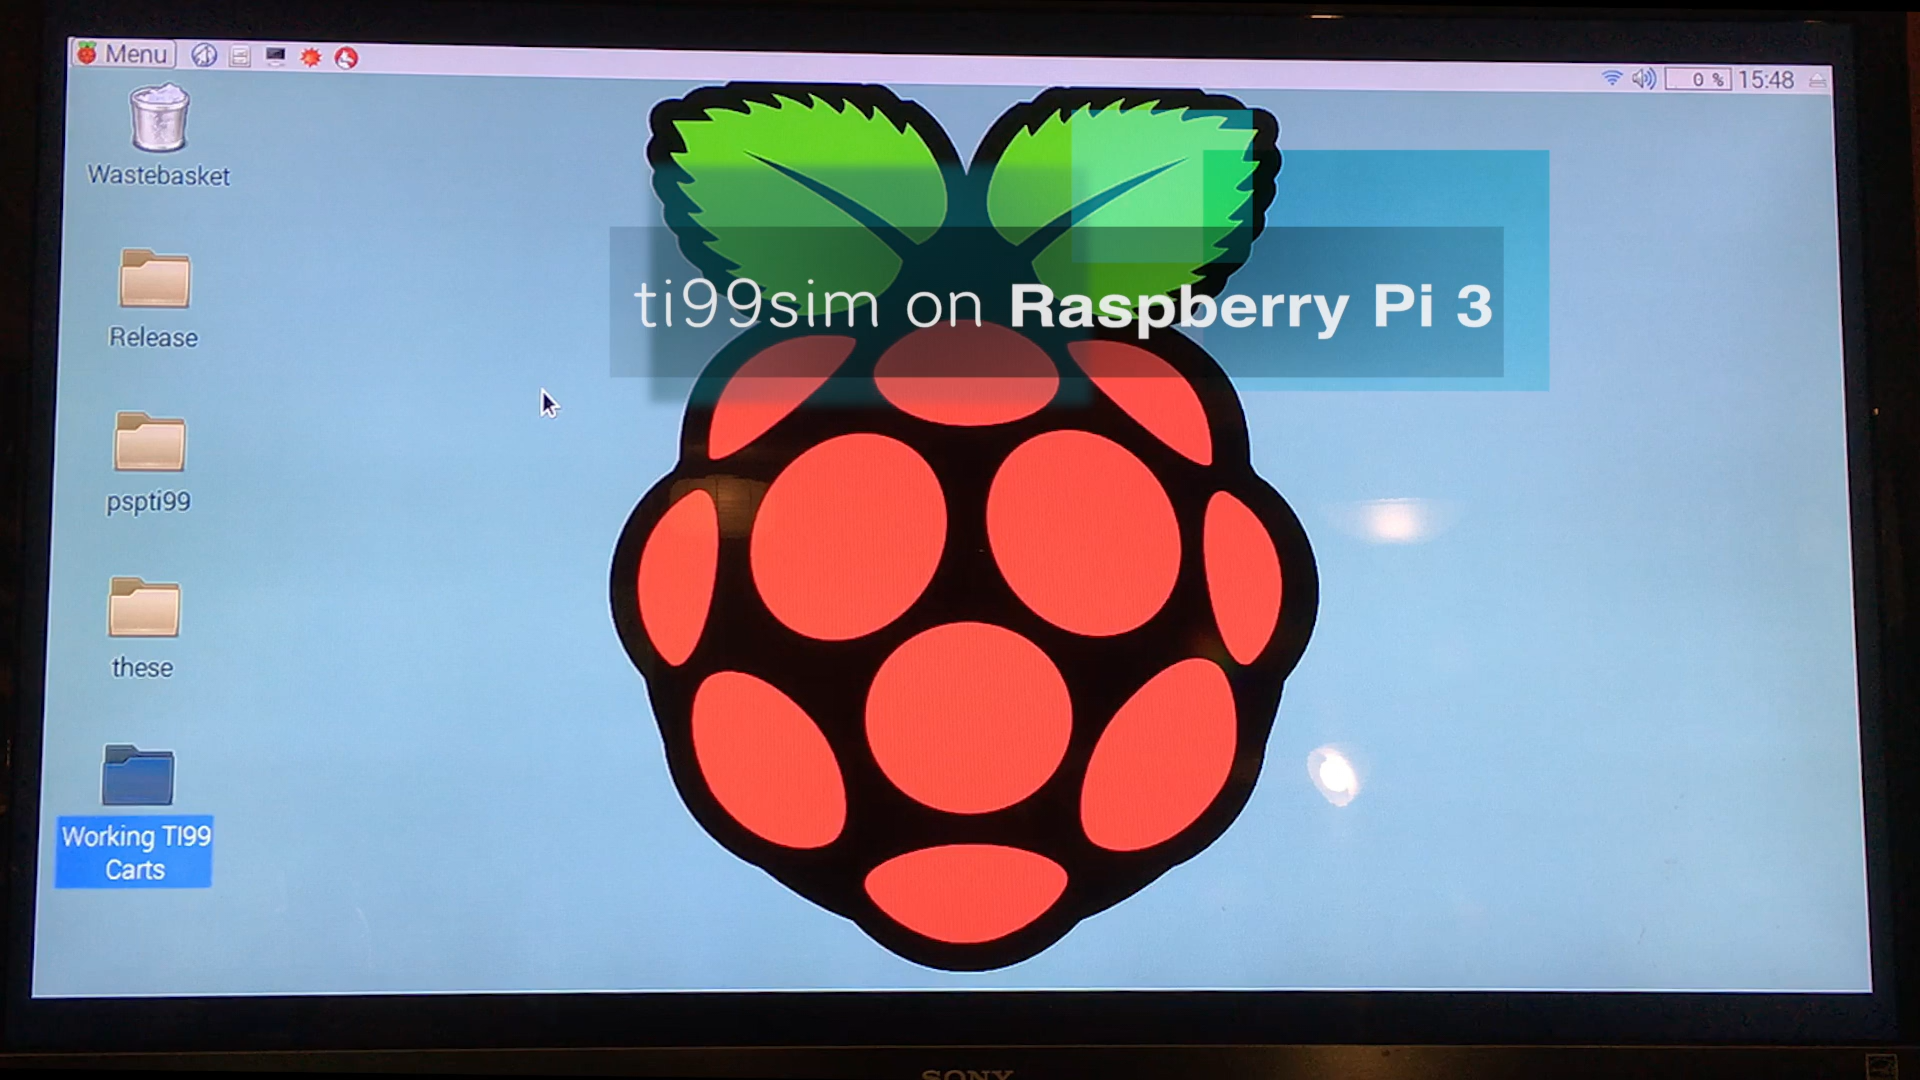 Menu
0 % 15:48
Wastebasket
Release
pspti99
these
Working TI99
Carts
ti99sim on Raspberry Pi 3
SONY